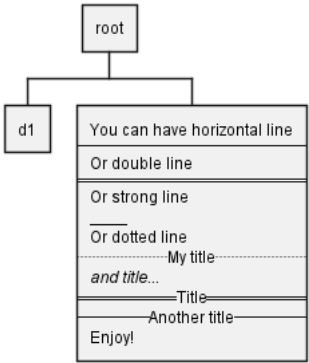 root
d1
You can have horizontal line
Or double line
Or strong line
____
Or dotted line
My title
and title...
Title
Another title
Enjoy!